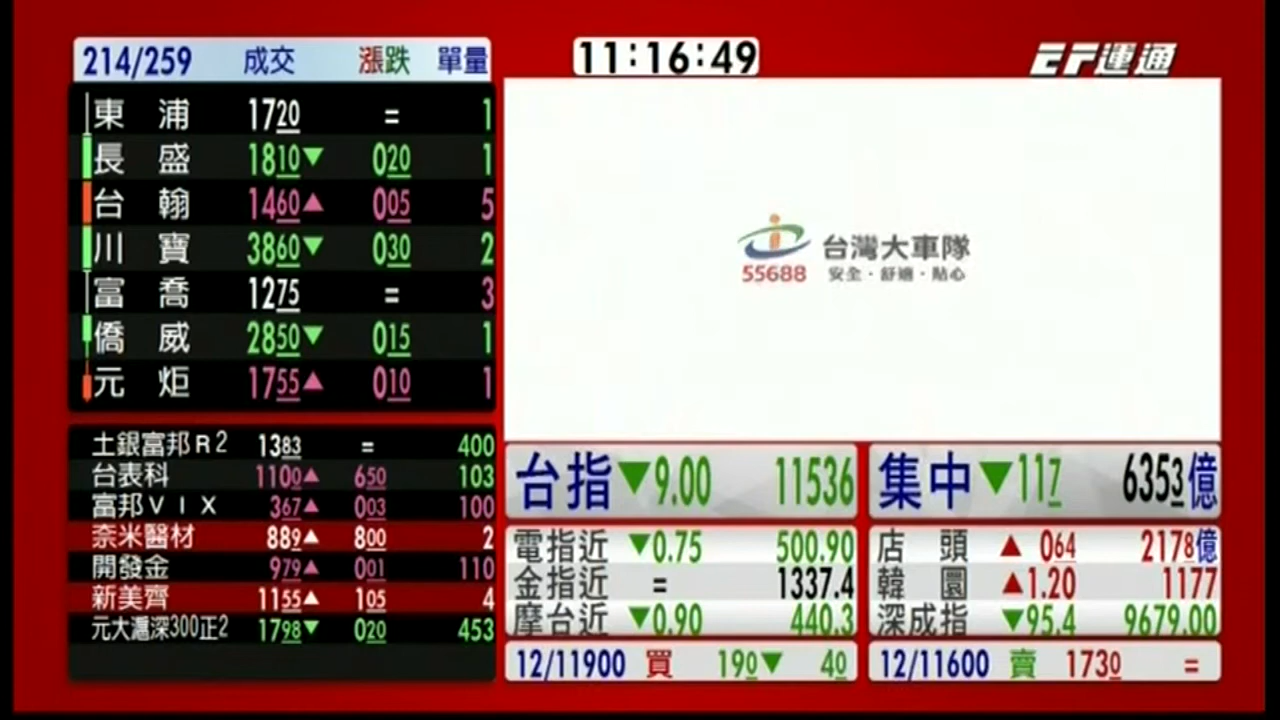 214/259 成交 漲跌 單量
11:16:49
運通
東浦 1720 = 1
長盛 1810▼ 020 1
台翰 1460▲ 005 5
川寶 3860▼ 030 2
富喬 1275 = 3
僑威 2850▼ 015 1
元炬 1755▲ 010 1
土銀富邦R2 1383 = 400
台表科 1100▲ 650 103
富邦VIX 367▲ 003 100
奈米醫材 889▲ 800 2
開發金 979▲ 001 110
新美齊 1155▲ 105 4
元大滬深300正2 1798▼ 020 453
台灣大車隊
55688 安全·舒適·貼心
台指▼9.00 11536
集中▼117 6353億
電指近 ▼0.75 500.90
金指近 = 1337.4
摩台近 ▼0.90 440.3
店頭 ▲ 064 2178億
韓圜 ▲1.20 1177
深成指 ▼95.4 9679.00
12/11900 買 190▼ 40
12/11600 賣 1730 =